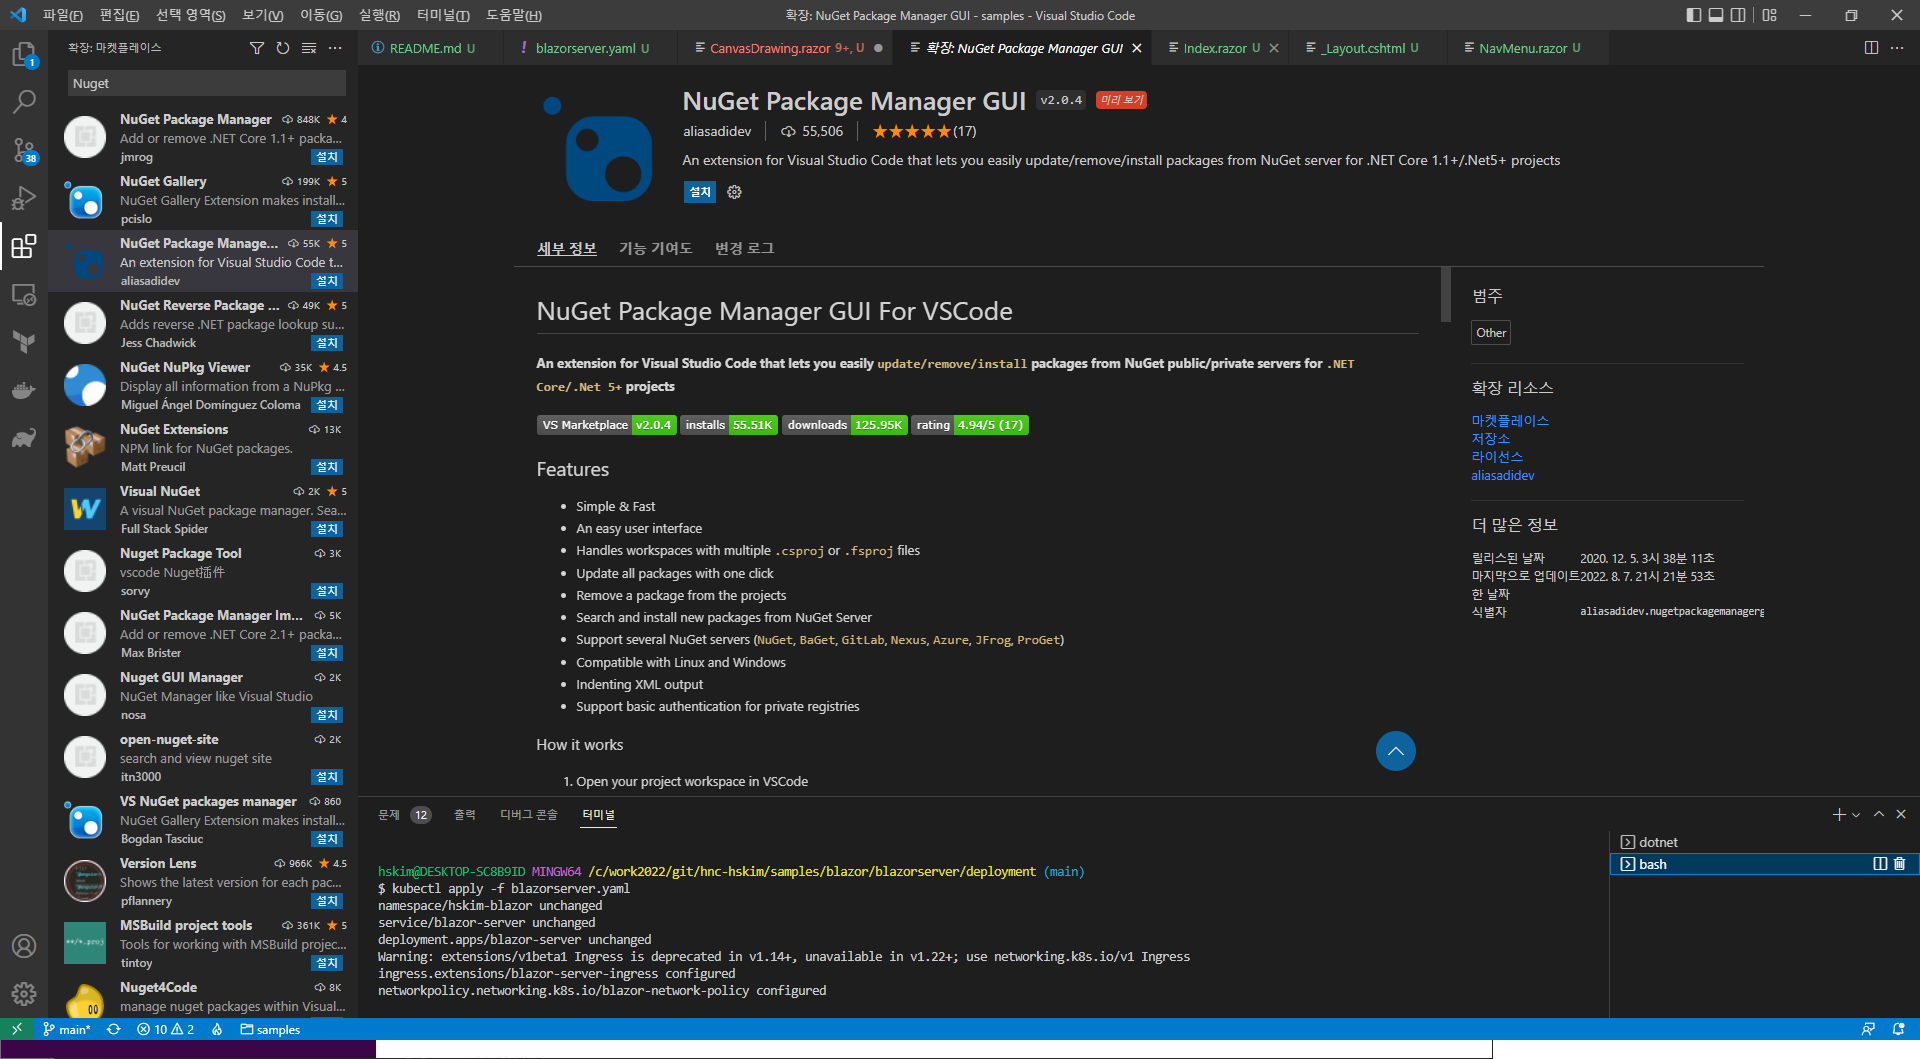 파일(F) 편집(E) 선택 영역(S) 보기(V) 이동(G) 실행(R) 터미널(T) 도움말(H) 확장: NuGet Package Manager GUI - samples - Visual Studio Code
확장: 마켓플레이스
README.md U
blazorserver.yaml U
CanvasDrawing.razor 9+, U
확장: NuGet Package Manager GUI
Index.razor U
_Layout.cshtml U
NavMenu.razor U
1
38
Nuget
NuGet Package Manager 848K 4
Add or remove .NET Core 1.1+ packa...
jmrog 설치
NuGet Gallery 199K 5
NuGet Gallery Extension makes install...
pcislo 설치
NuGet Package Manage... 55K 5
An extension for Visual Studio Code t...
aliasadidev 설치
NuGet Reverse Package ... 49K 5
Adds reverse .NET package lookup su...
Jess Chadwick 설치
NuGet NuPkg Viewer 35K 4.5
Display all information from a NuPkg ...
Miguel Ángel Domínguez Coloma 설치
NuGet Extensions 13K
NPM link for NuGet packages.
Matt Preucil 설치
Visual NuGet 2K 5
A visual NuGet package manager. Sea...
Full Stack Spider 설치
Nuget Package Tool 3K
vscode Nuget插件
sorvy 설치
NuGet Package Manager Im... 5K
Add or remove .NET Core 2.1+ packa...
Max Brister 설치
Nuget GUI Manager 2K
NuGet Manager like Visual Studio
nosa 설치
open-nuget-site 2K
search and view nuget site
itn3000 설치
VS NuGet packages manager 860
NuGet Gallery Extension makes install...
Bogdan Tasciuc 설치
Version Lens 966K 4.5
Shows the latest version for each pac...
pflannery 설치
MSBuild project tools 361K 5
Tools for working with MSBuild projec...
tintoy 설치
Nuget4Code 8K
manage nuget packages within Visual...
NuGet Package Manager GUI v2.0.4 미리 보기
aliasadidev 55,506 ★★★★★(17)
An extension for Visual Studio Code that lets you easily update/remove/install packages from NuGet server for .NET Core 1.1+/.Net5+ projects
설치
세부 정보 기능 기여도 변경 로그
NuGet Package Manager GUI For VSCode
An extension for Visual Studio Code that lets you easily update/remove/install packages from NuGet public/private servers for .NET
Core/.Net 5+ projects
VS Marketplace v2.0.4 installs 55.51K downloads 125.95K rating 4.94/5 (17)
Features
• Simple & Fast
• An easy user interface
• Handles workspaces with multiple .csproj or .fsproj files
• Update all packages with one click
• Remove a package from the projects
• Search and install new packages from NuGet Server
• Support several NuGet servers (NuGet, BaGet, GitLab, Nexus, Azure, JFrog, ProGet)
• Compatible with Linux and Windows
• Indenting XML output
• Support basic authentication for private registries
How it works
1. Open your project workspace in VSCode
범주
Other
확장 리소스
마켓플레이스
저장소
라이선스
aliasadidev
더 많은 정보
릴리스된 날짜 2020. 12. 5. 3시 38분 11초
마지막으로 업데이트 2022. 8. 7. 21시 21분 53초
한 날짜
식별자 aliasadidev.nugetpackagemanagerg
문제 12 출력 디버그 콘솔 터미널
hskim@DESKTOP-SC8B9ID MINGW64 /c/work2022/git/hnc-hskim/samples/blazor/blazorserver/deployment (main)
$ kubectl apply -f blazorserver.yaml
namespace/hskim-blazor unchanged
service/blazor-server unchanged
deployment.apps/blazor-server unchanged
Warning: extensions/v1beta1 Ingress is deprecated in v1.14+, unavailable in v1.22+; use networking.k8s.io/v1 Ingress
ingress.extensions/blazor-server-ingress configured
networkpolicy.networking.k8s.io/blazor-network-policy configured
dotnet
bash
main* 10 2 samples